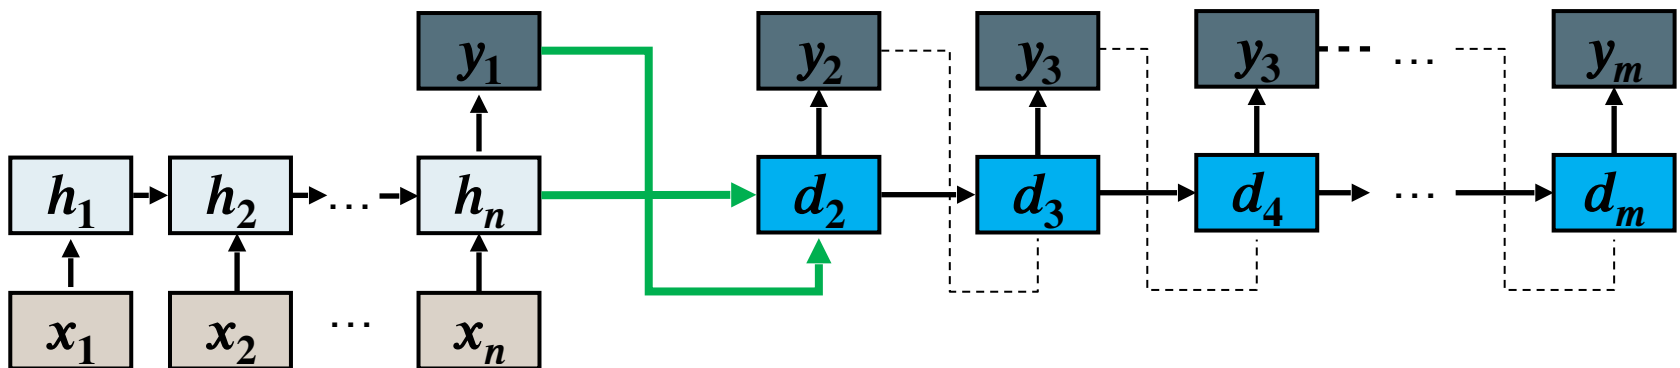 y1 y2 y3 y3 ... ym
h1 h2 ... hn d2 d3 d4 ... dm
x1 x2 ... xn